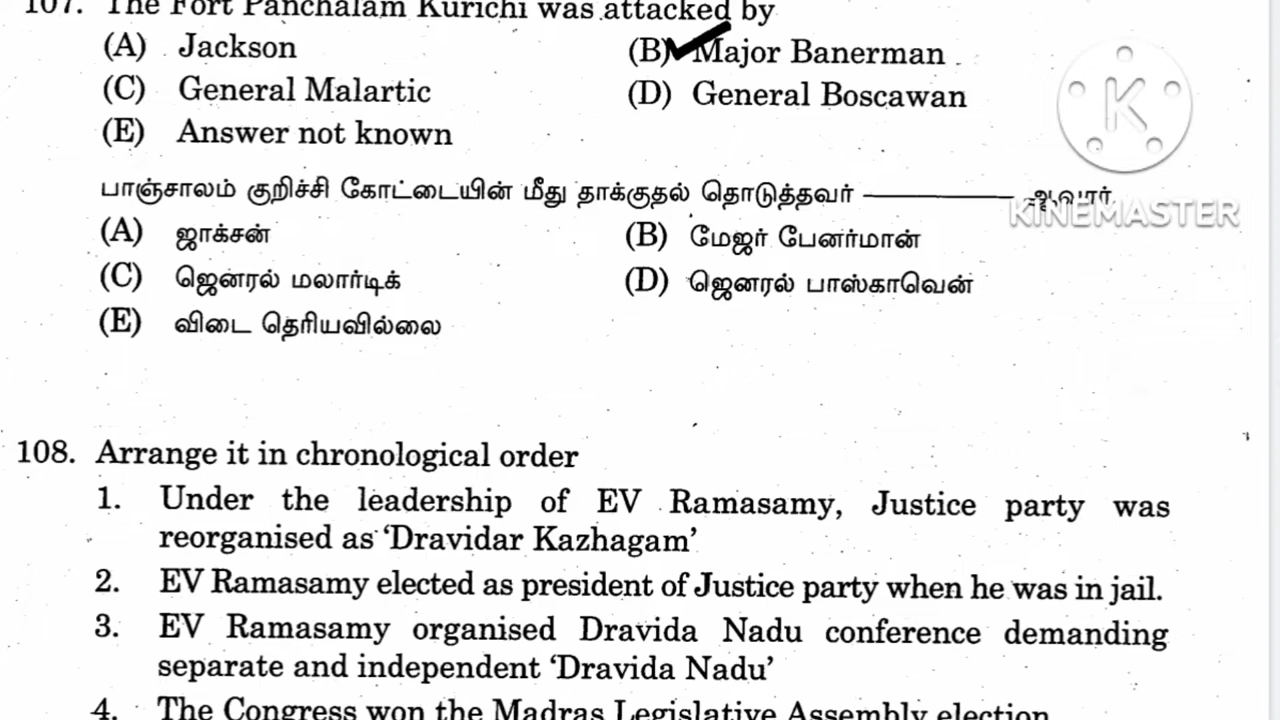 107. The Fort Panchalam Kurichi was attacked by
(A) Jackson (B) Major Banerman
(C) General Malartic (D) General Boscawan
(E) Answer not known
பாஞ்சாலம் குறிச்சி கோட்டையின் மீது தாக்குதல் தொடுத்தவர் ———— ஆவார்.
KINEMASTER
(A) ஜாக்சன் (B) மேஜர் பேனர்மான்
(C) ஜெனரல் மலார்டிக் (D) ஜெனரல் பாஸ்காவென்
(E) விடை தெரியவில்லை
108. Arrange it in chronological order
1. Under the leadership of EV Ramasamy, Justice party was
reorganised as 'Dravidar Kazhagam'
2. EV Ramasamy elected as president of Justice party when he was in jail.
3. EV Ramasamy organised Dravida Nadu conference demanding
separate and independent 'Dravida Nadu'
4. The Congress won the Madras Legislative Assembly election